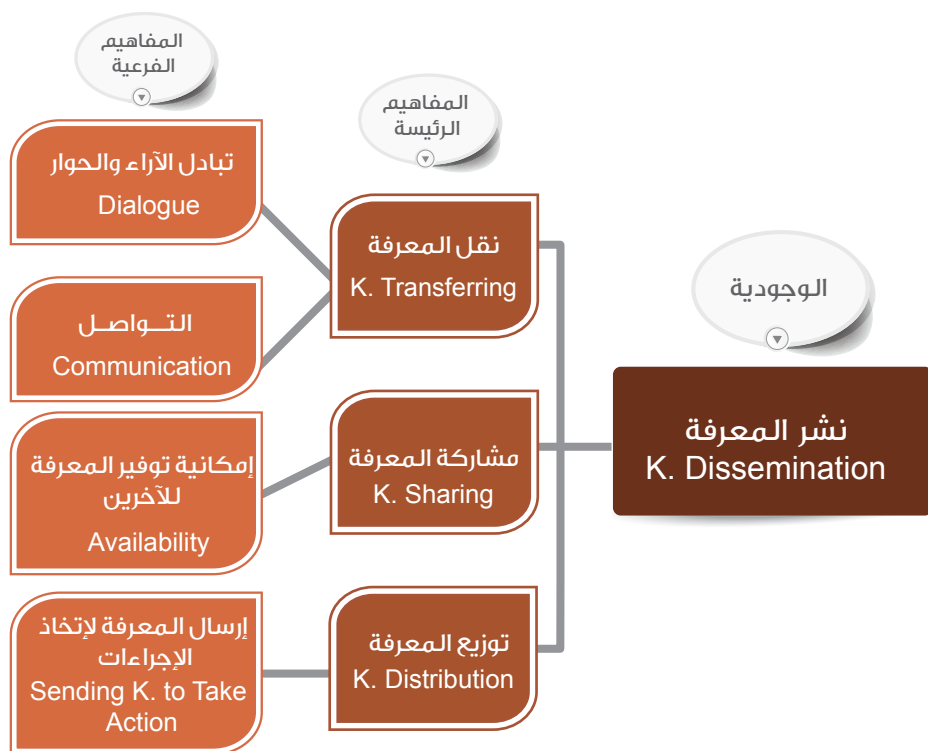 الوجودية
نشر المعرفة
K. Dissemination
المفاهيم
الرئيسة
نقل المعرفة
K. Transferring
مشاركة المعرفة
K. Sharing
توزيع المعرفة
K. Distribution
المفاهيم
الفرعية
تبادل الآراء والحوار
Dialogue
التــواصــل
Communication
إمكانية توفير المعرفة
للآخرين
Availability
إرسال المعرفة لإتخاذ
الإجراءات
Sending K. to Take
Action